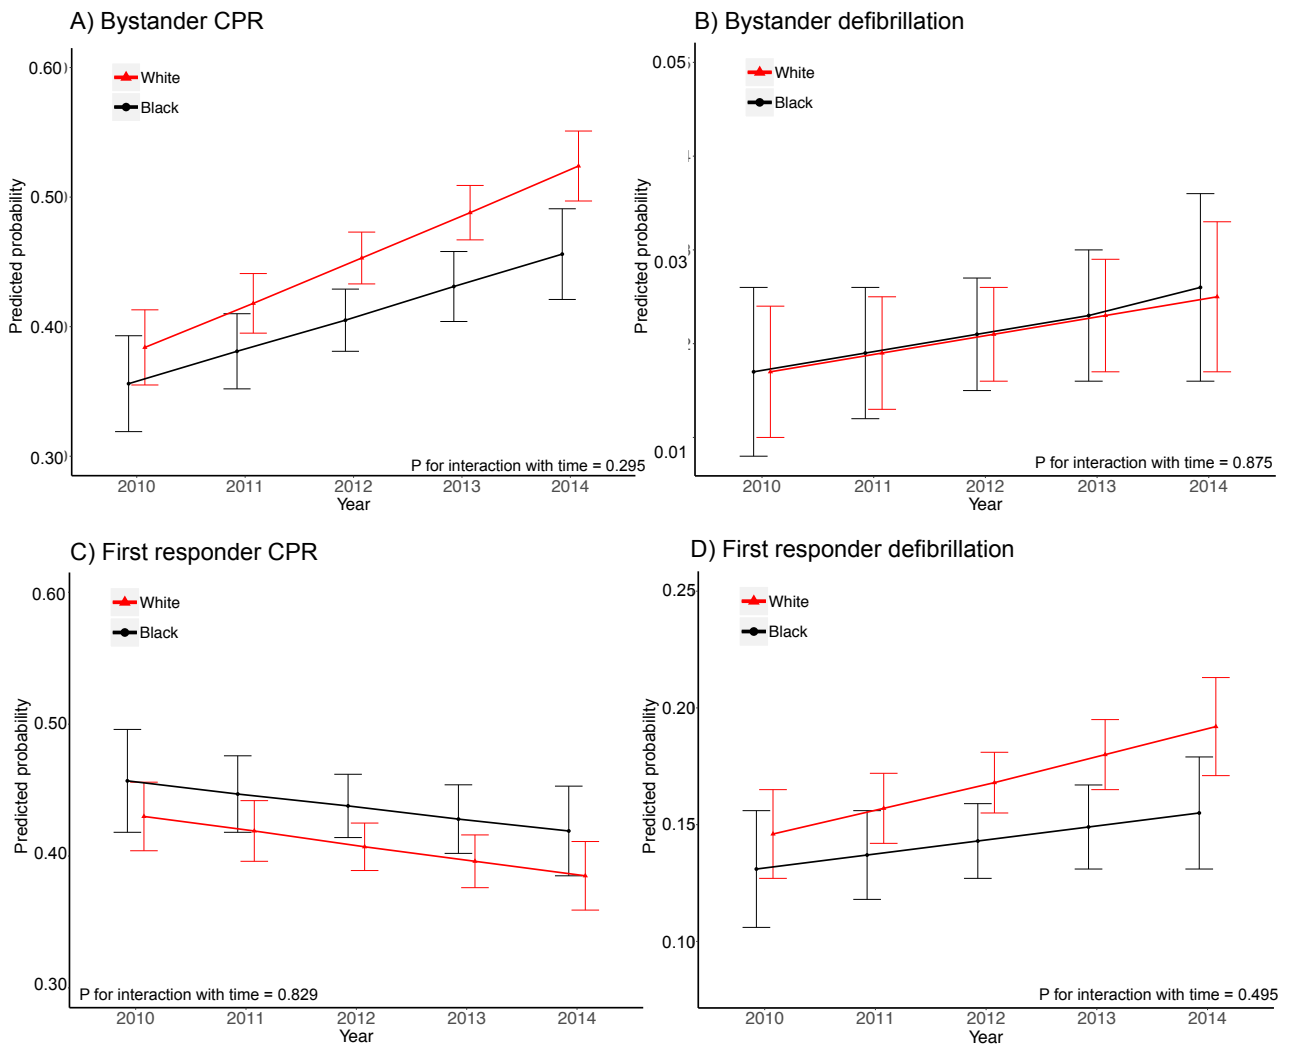 A) Bystander CPR
Predicted probability
0.60
0.50
0.40
0.30
White
Black
P for interaction with time = 0.295
2010 2011 2012 2013 2014
Year
B) Bystander defibrillation
Predicted probability
0.05
0.03
2
0.01
White
Black
P for interaction with time = 0.875
2010 2011 2012 2013 2014
Year
C) First responder CPR
Predicted probability
0.60
0.50
0.40
0.30
White
Black
P for interaction with time = 0.829
2010 2011 2012 2013 2014
Year
D) First responder defibrillation
Predicted probability
0.25
0.20
0.15
0.10
White
Black
P for interaction with time = 0.495
2010 2011 2012 2013 2014
Year